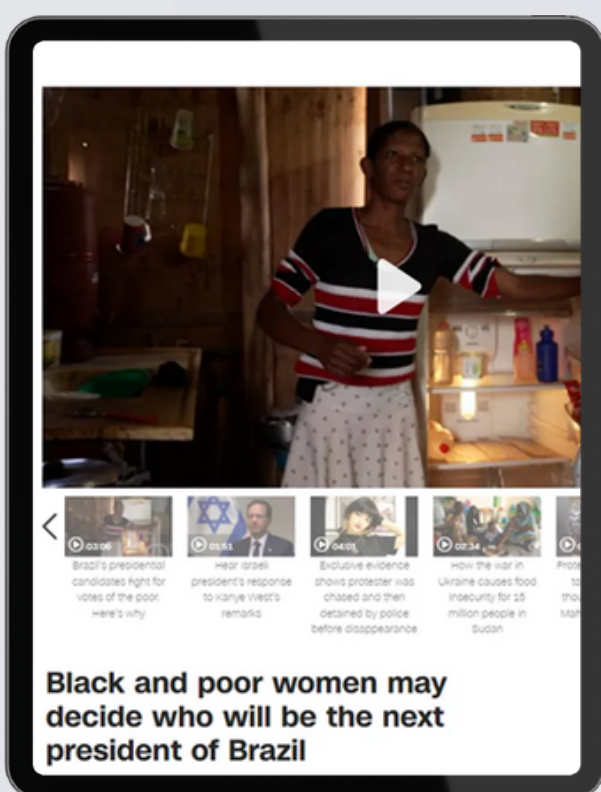 03:06
01:51
04:01
02:34
Brazil's presidential
candidates fight for
votes of the poor.
Here's why
Hear Israeli
president's response
to Kanye West's
remarks
Exclusive evidence
shows protester was
chased and then
detained by police
before disappearance
How the war in
Ukraine causes food
insecurity for 15
million people in
Sudan
Black and poor women may
decide who will be the next
president of Brazil